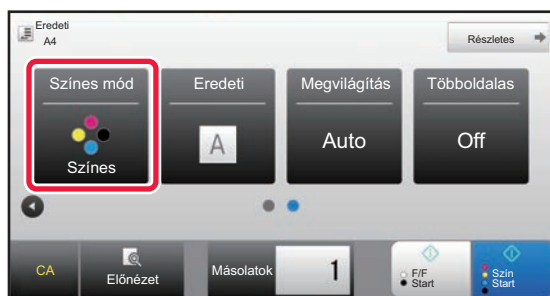 Eredeti
A4
Részletes
Színes mód
Színes
Eredeti
A
Megvilágítás
Auto
Többoldalas
Off
CA
Előnézet
Másolatok
1
F/F
Start
Szín
Start